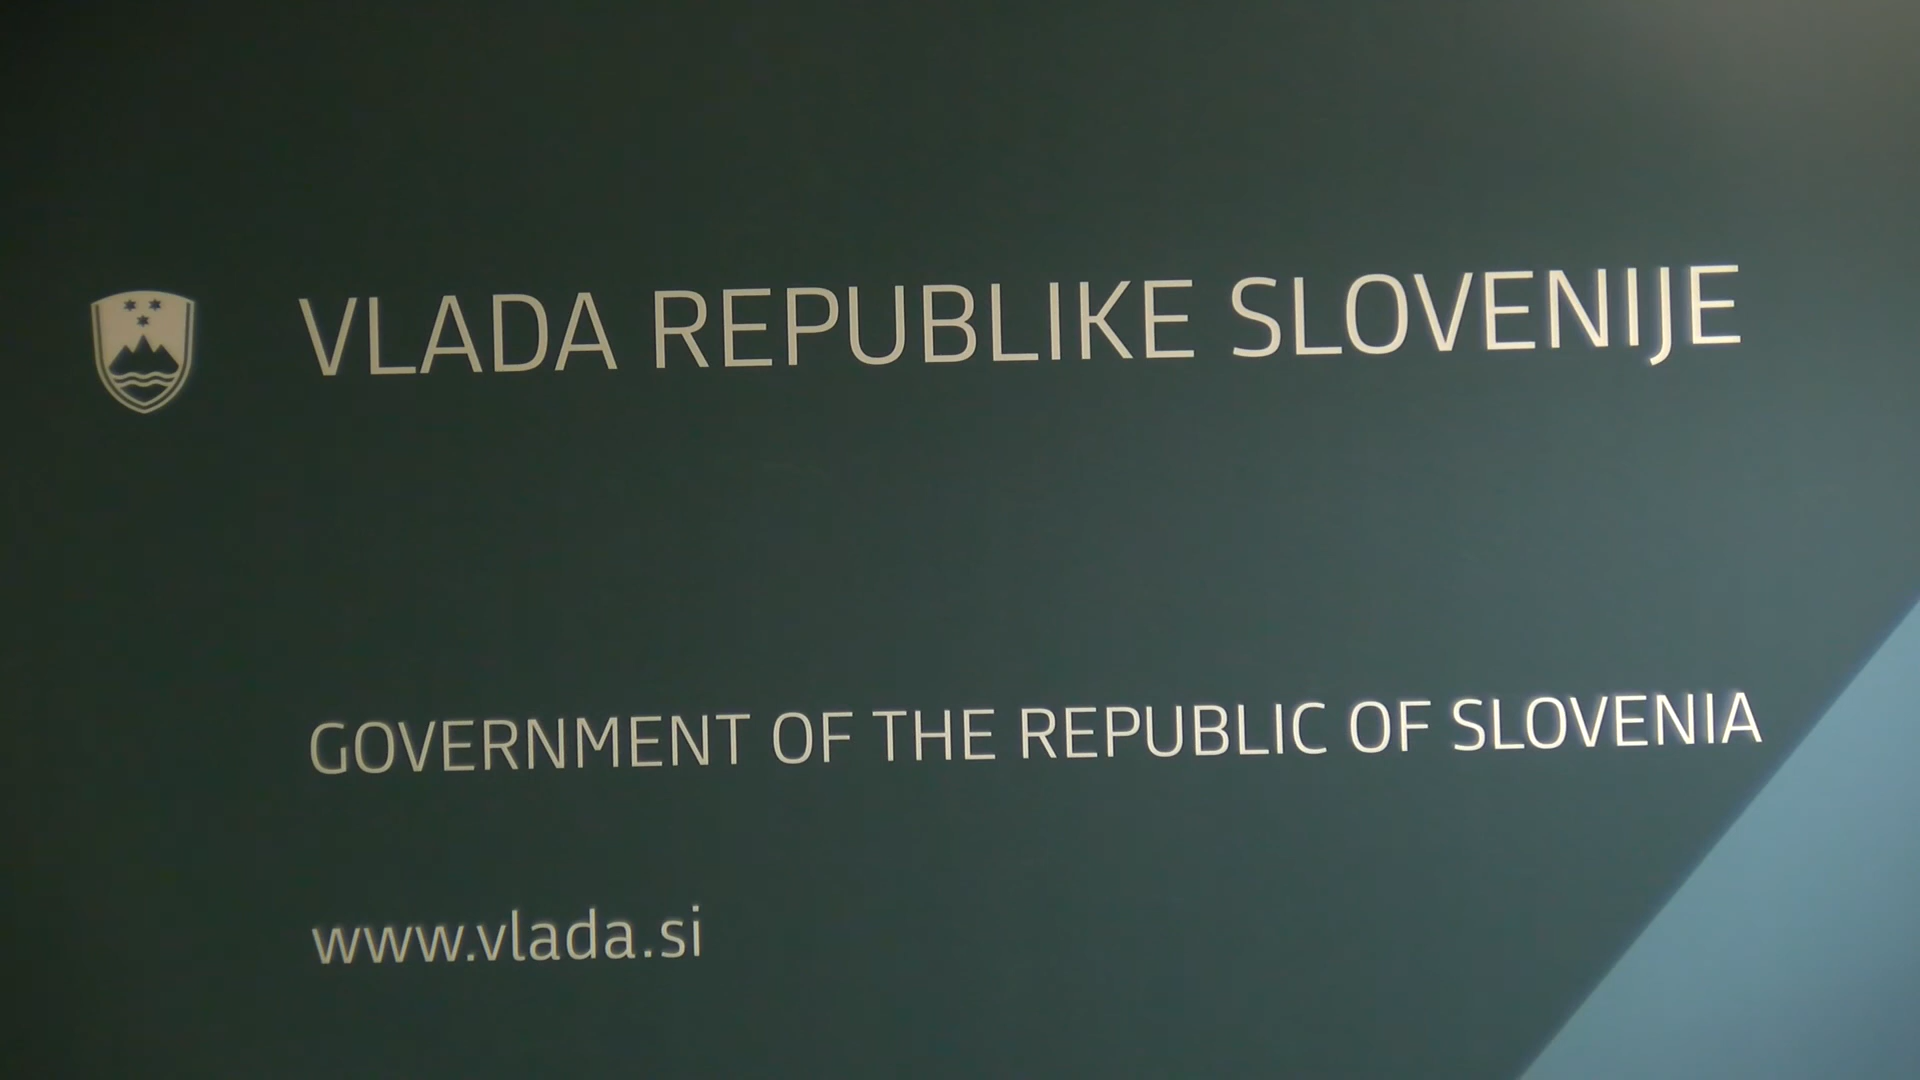 VLADA REPUBLIKE SLOVENIJE
GOVERNMENT OF THE REPUBLIC OF SLOVENIA
www.vlada.si